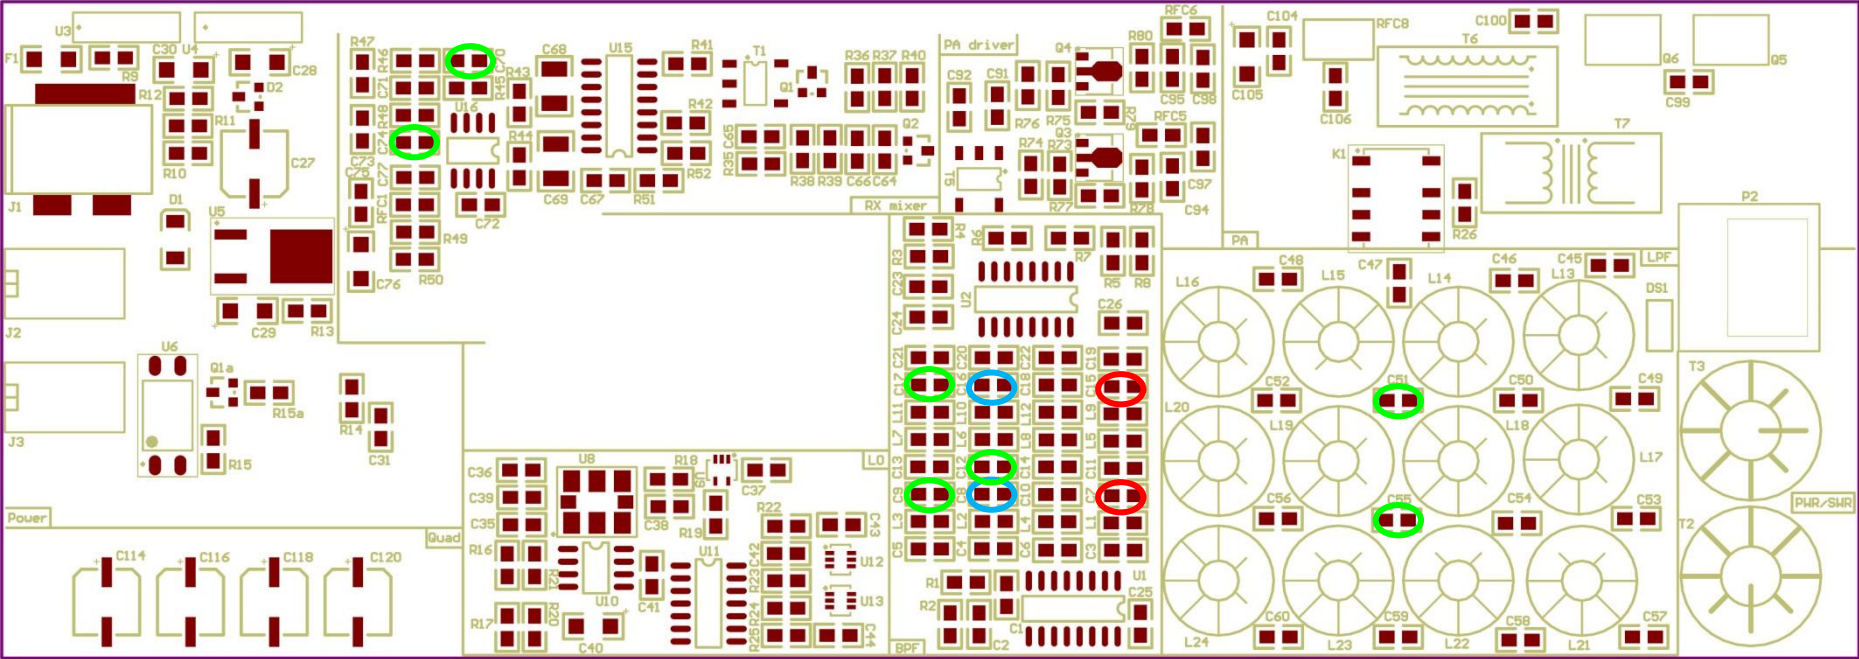 U3
F1
R9
C30
U4
C28
R12
D2
R11
R10
C27
J1
D1
U5
C29
R13
J2
J3
U6
Q1a
R15a
R15
R14
C31
Power
Quad
C114
C116
C118
C120
R47
R46
C70
C71
R45
R48
U16
C74
C73
C75
C77
RFC1
C72
R49
R50
C76
C68
R43
R44
C69
U15
R41
R42
R52
C67
R51
T1
Q1
C65
R35
R36
R37
R40
R38
R39
C66
C64
Q2
RX mixer
PA driver
C92
C91
R76
R75
Q4
R80
C95
C98
RFC6
R79
RFC5
Q3
R74
R73
T5
R77
R78
C94
C97
C104
C105
RFC8
C106
T6
C100
Q6
Q5
C99
T7
K1
R26
PA
P2
LPF
DS1
R4
R3
R6
R7
R5
R8
C23
C24
U2
C26
C21
C20
C22
C19
C17
C16
C18
C15
L11
L10
L12
L9
L7
L6
L8
L5
C13
C12
C14
C11
C9
C8
C10
C7
L3
L2
L4
L1
C5
C4
C6
C3
R1
R2
C2
C1
U1
C25
BPF
LO
C36
C39
C35
U8
R18
U9
C38
R19
C37
R16
R21
R17
R20
U10
C40
C41
U11
R22
C42
R23
R24
R25
C43
U12
U13
C44
L16
C48
L15
C47
L14
C46
L13
C45
C52
C51
C50
C49
L20
L19
L18
L17
C56
C55
C54
C53
C60
C59
C58
C57
L24
L23
L22
L21
T3
PWR/SWR
T2